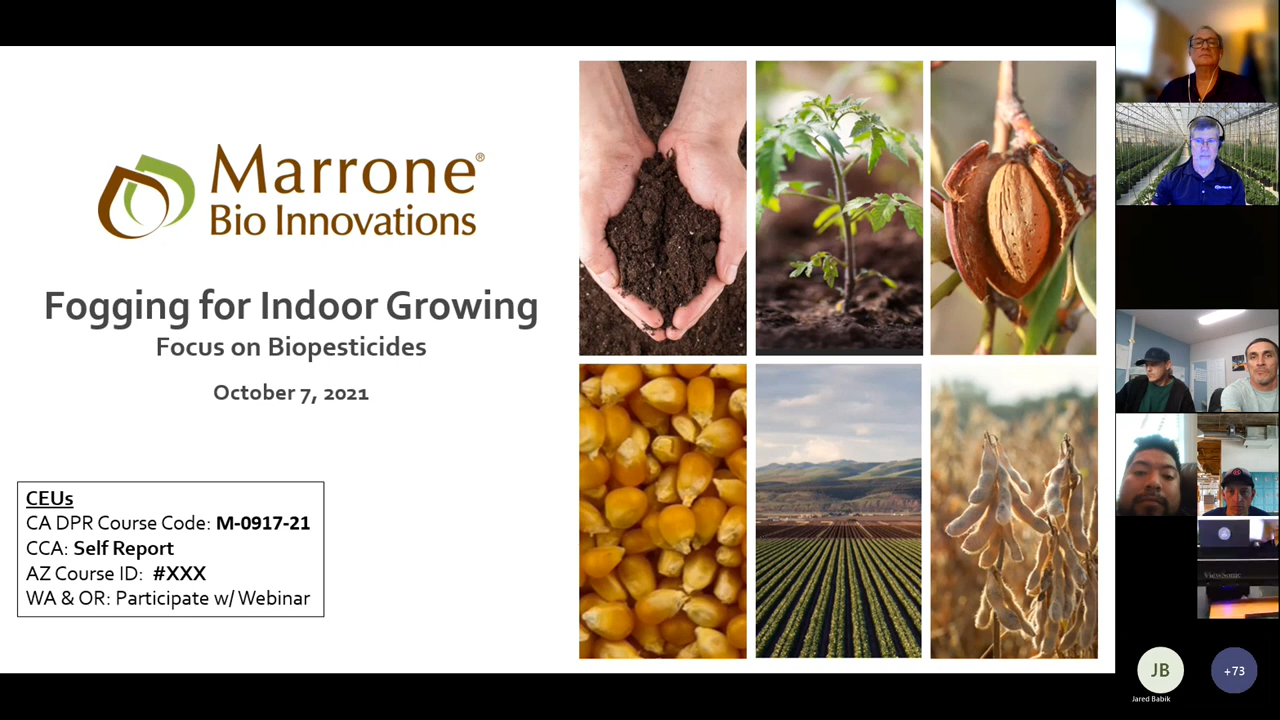 Marrone®
Bio Innovations
Fogging for Indoor Growing
Focus on Biopesticides
October 7, 2021
CEUs
CA DPR Course Code: M-0917-21
CCA: Self Report
AZ Course ID: #XXX
WA & OR: Participate w/ Webinar
ViewSonic
JB
+73
Jared Babik